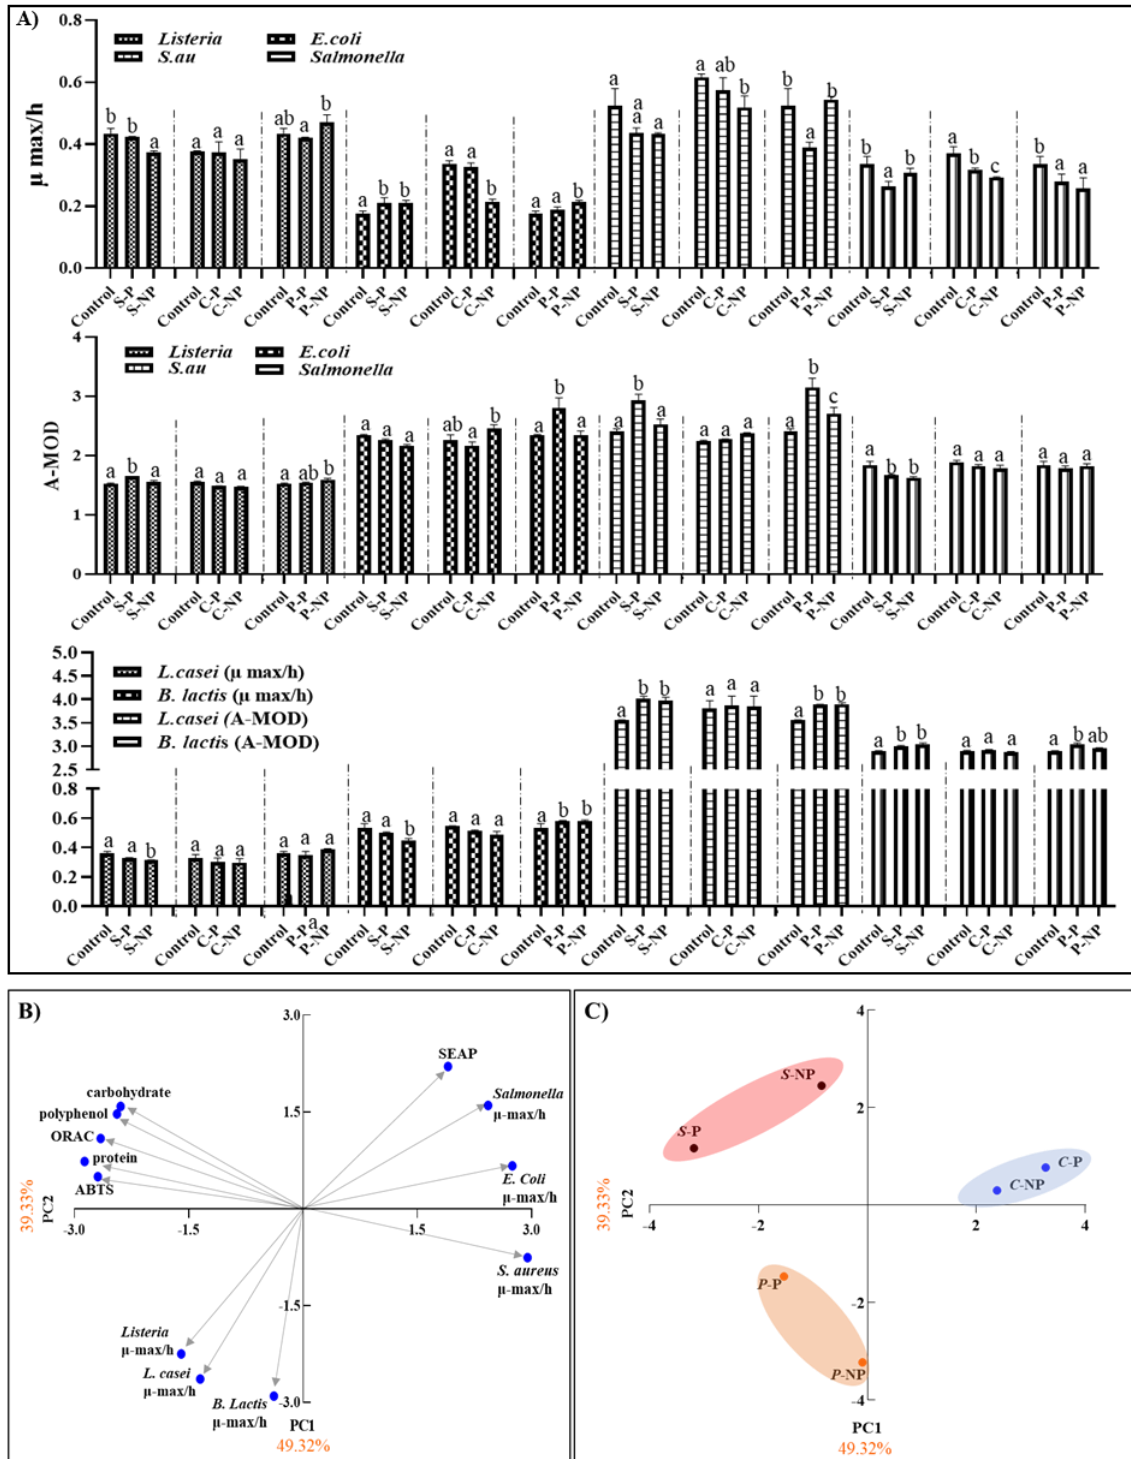 A)
Listeria E.coli
S.au Salmonella
μ max/h
0.8
0.6
0.4
0.2
0.0
b b a a a a ab a b a b b a a b a a b a a a a ab b b a b b a b a b c b a a
Control S-P S-NP Control C-P C-NP Control P-P P-NP Control S-P S-NP Control C-P C-NP Control P-P P-NP Control S-P S-NP Control C-P C-NP Control P-P P-NP Control S-P S-NP Control C-P C-NP Control P-P P-NP
Listeria E.coli
S.au Salmonella
A-MOD
4
3
2
1
0
a b a a a a a ab b a a a ab a b a b a a b a a a a a b c a b b a a a a a a
Control S-P S-NP Control C-P C-NP Control P-P P-NP Control S-P S-NP Control C-P C-NP Control P-P P-NP Control S-P S-NP Control C-P C-NP Control P-P P-NP Control S-P S-NP Control C-P C-NP Control P-P P-NP
L.casei (μ max/h)
B. lactis (μ max/h)
L.casei (A-MOD)
B. lactis (A-MOD)
5.0
4.5
4.0
3.5
3.0
2.5
0.8
0.6
0.4
0.2
0.0
a a b a a a a a a a a b a a a a b b a b b a a a a b b a b b a a a a b ab
a
Control S-P S-NP Control C-P C-NP Control P-P P-NP Control S-P S-NP Control C-P C-NP Control P-P P-NP Control S-P S-NP Control C-P C-NP Control P-P P-NP Control S-P S-NP Control C-P C-NP Control P-P P-NP
B)
3.0
SEAP
carbohydrate
Salmonella
μ-max/h
polyphenol
1.5
ORAC
protein
E. Coli
μ-max/h
ABTS
39.33%
PC2
-3.0
-1.5
1.5
3.0
S. aureus
μ-max/h
-1.5
Listeria
μ-max/h
L. casei
μ-max/h
B. Lactis
μ-max/h
-3.0
PC1
49.32%
C)
4
S-NP
2
S-P
C-P
C-NP
39.33%
PC2
-4
-2
2
4
P-P
-2
P-NP
-4
PC1
49.32%